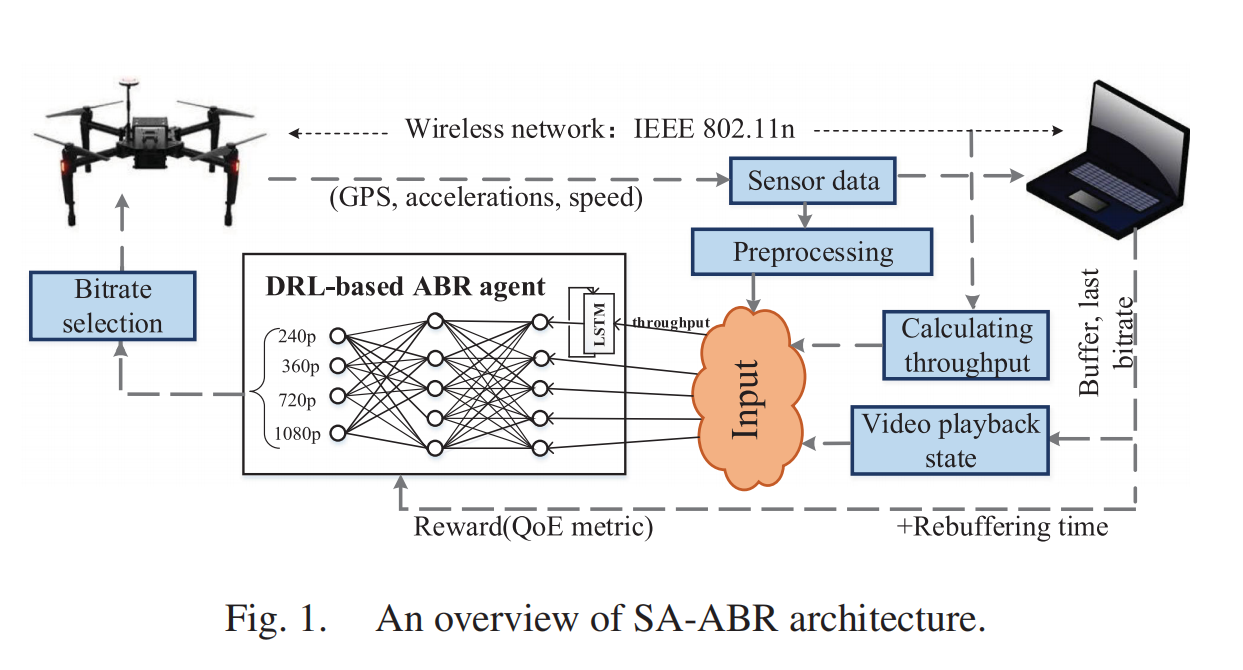 Wireless network：IEEE 802.11n
(GPS, accelerations, speed)
Sensor data
Preprocessing
Bitrate
selection
DRL-based ABR agent
240p
360p
720p
1080p
LSTM
throughput
Input
Calculating
throughput
Video playback
state
Buffer, last
bitrate
Reward(QoE metric)
+Rebuffering time
Fig. 1. An overview of SA-ABR architecture.